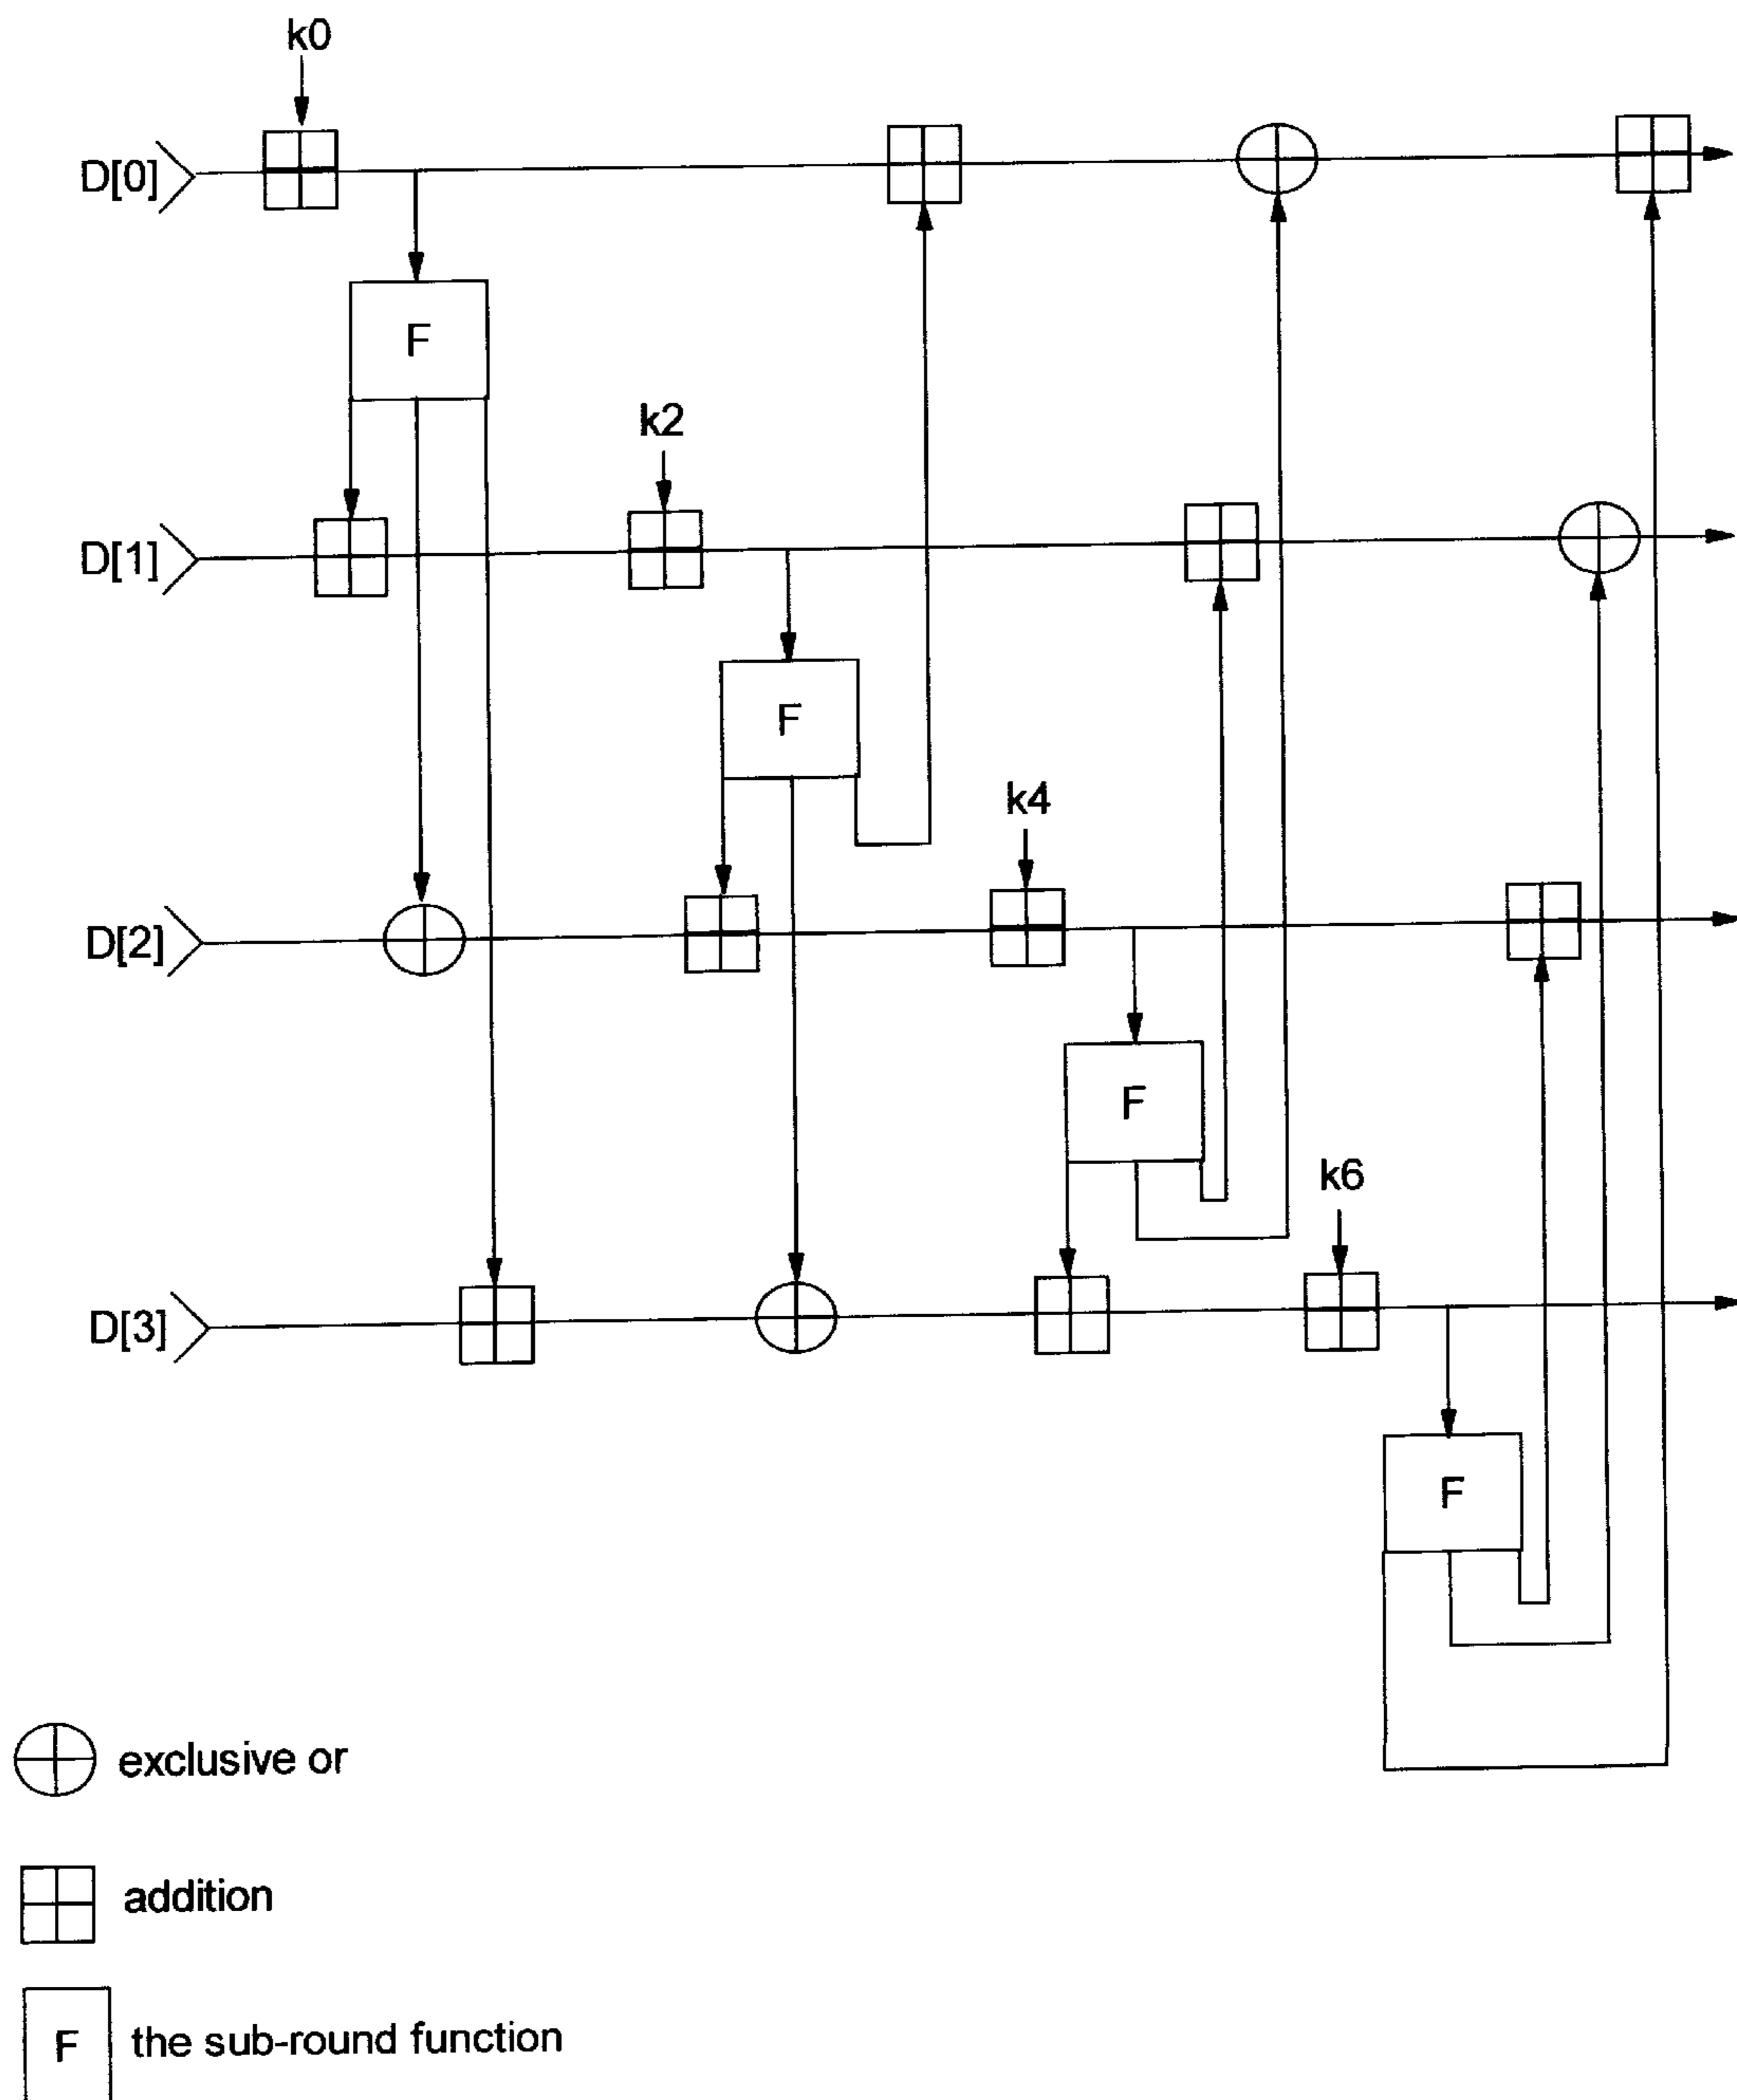 k0
D[0]
F
k2
D[1]
F
k4
D[2]
F
k6
D[3]
F
exclusive or
addition
F the sub-round function